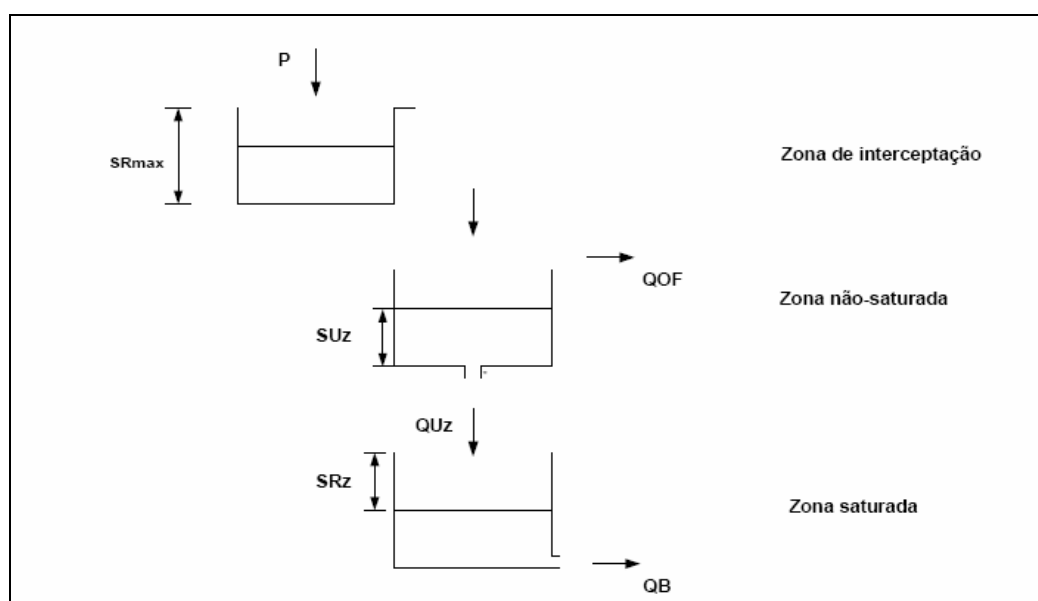 P
SRmax
Zona de interceptação
QOF
Zona não-saturada
SUz
QUz
SRz
Zona saturada
QB